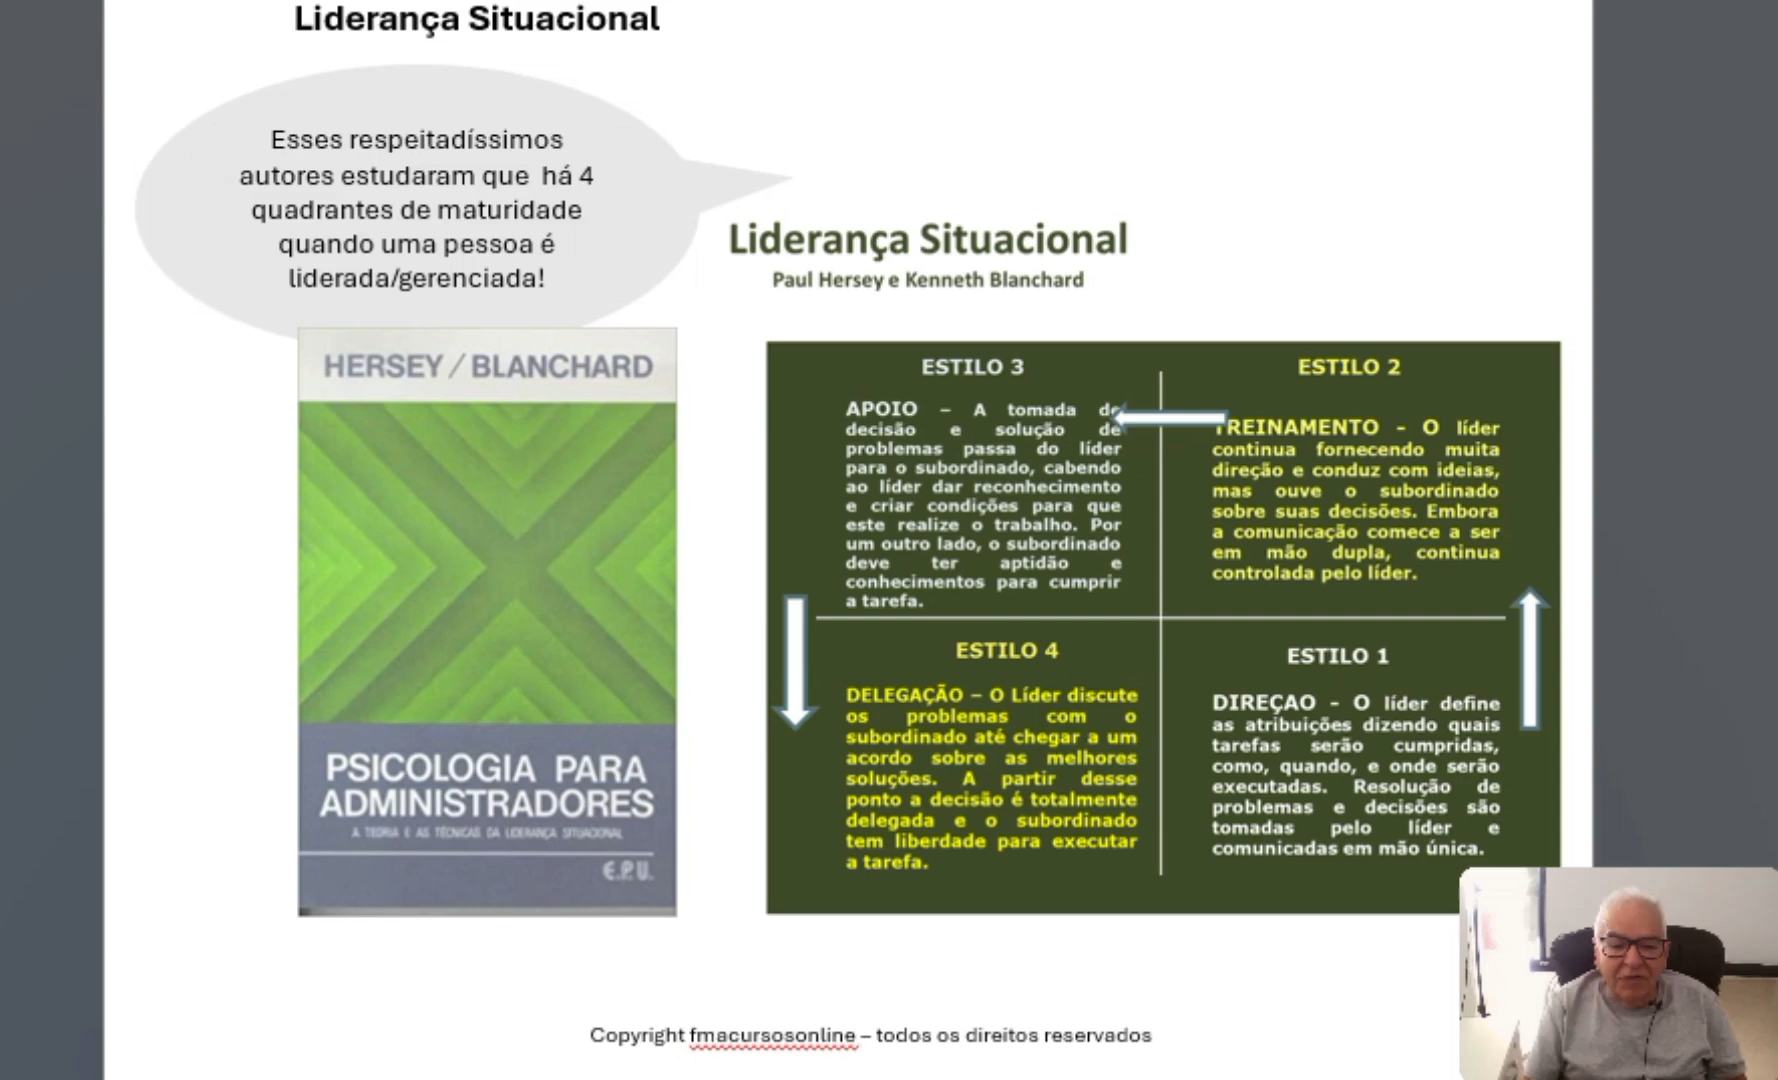 Liderança Situacional
Esses respeitadíssimos
autores estudaram que há 4
quadrantes de maturidade
quando uma pessoa é
liderada/gerenciada!
Liderança Situacional
Paul Hersey e Kenneth Blanchard
HERSEY / BLANCHARD
PSICOLOGIA PARA
ADMINISTRADORES
A TEORIA E AS TÉCNICAS DA LIDERANÇA SITUACIONAL
E.P.U.
ESTILO 3
APOIO – A tomada de
decisão e solução de
problemas passa do líder
para o subordinado, cabendo
ao líder dar reconhecimento
e criar condições para que
este realize o trabalho. Por
um outro lado, o subordinado
deve ter aptidão e
conhecimentos para cumprir
a tarefa.
ESTILO 2
TREINAMENTO - O líder
continua fornecendo muita
direção e conduz com ideias,
mas ouve o subordinado
sobre suas decisões. Embora
a comunicação comece a ser
em mão dupla, continua
controlada pelo líder.
ESTILO 4
DELEGAÇÃO – O Líder discute
os problemas com o
subordinado até chegar a um
acordo sobre as melhores
soluções. A partir desse
ponto a decisão é totalmente
delegada e o subordinado
tem liberdade para executar
a tarefa.
ESTILO 1
DIREÇAO - O líder define
as atribuições dizendo quais
tarefas serão cumpridas,
como, quando, e onde serão
executadas. Resolução de
problemas e decisões são
tomadas pelo líder e
comunicadas em mão única.
Copyright fmacursosonline – todos os direitos reservados